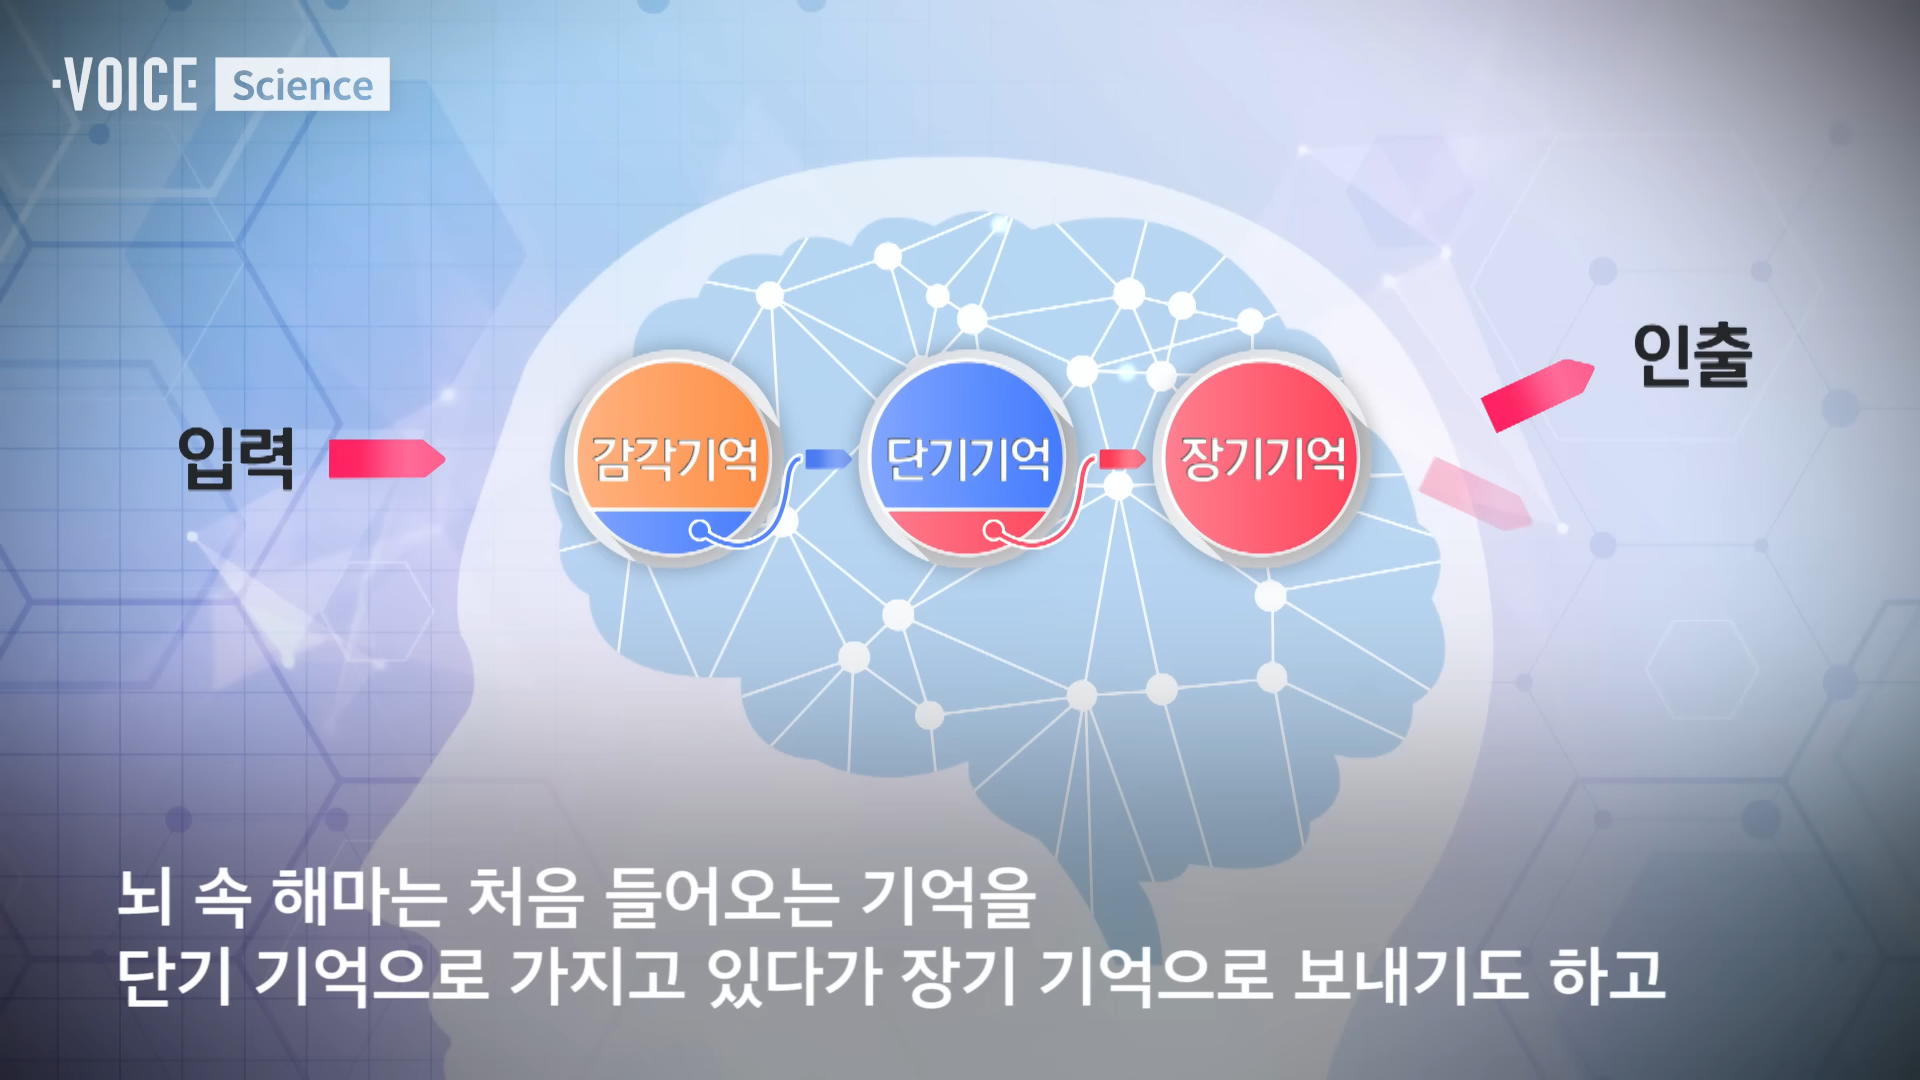 ·VOICE· Science
인출
입력
감각기억
단기기억
장기기억
뇌 속 해마는 처음 들어오는 기억을
단기 기억으로 가지고 있다가 장기 기억으로 보내기도 하고